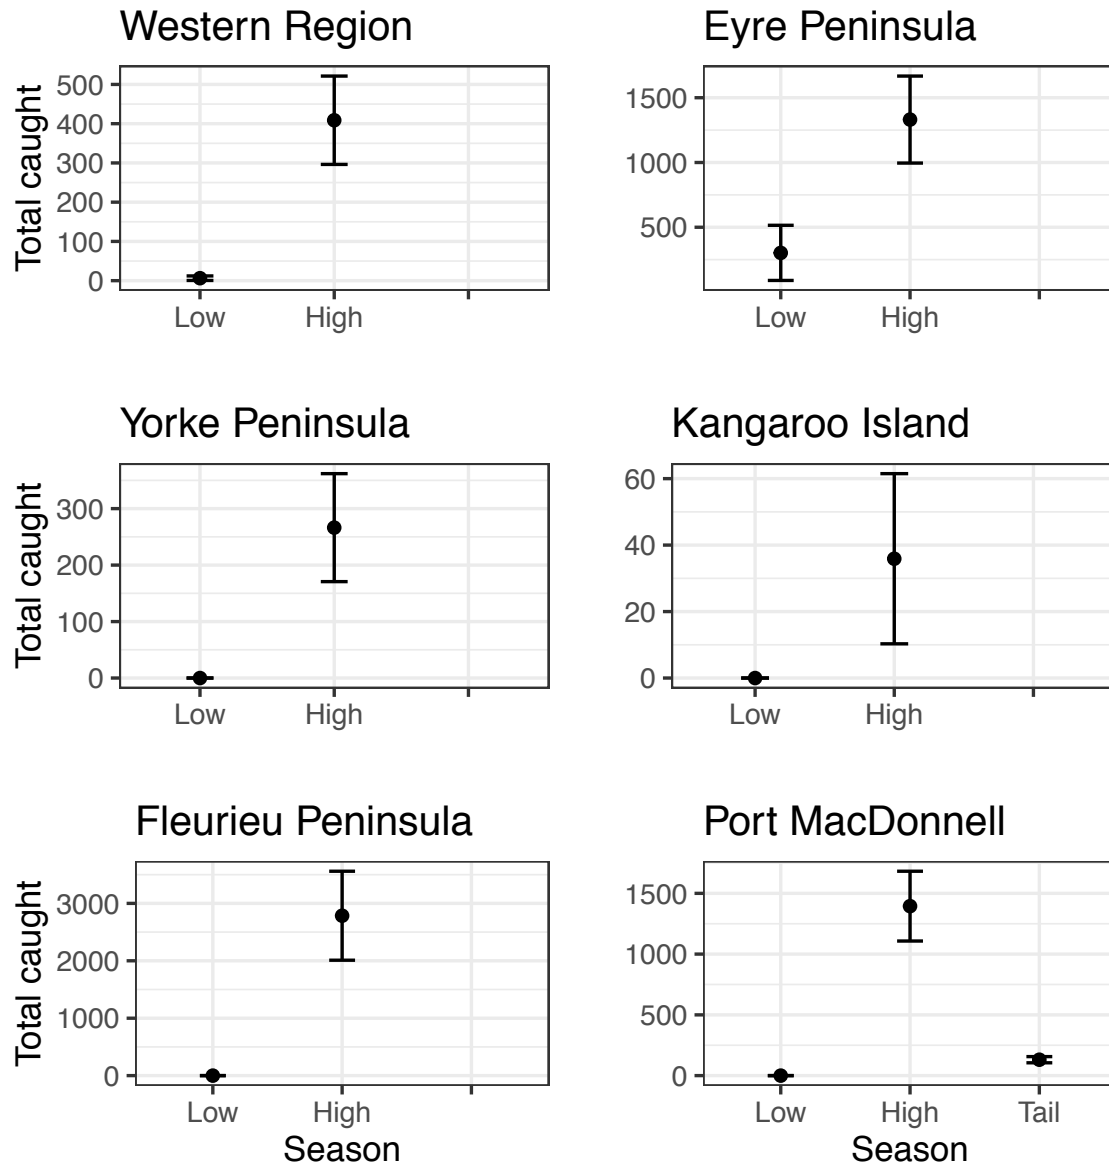 Western Region
Total caught
500
400
300
200
100
0
Low High
Eyre Peninsula
1500
1000
500
Low High
Yorke Peninsula
Total caught
300
200
100
0
Low High
Kangaroo Island
60
40
20
0
Low High
Fleurieu Peninsula
Total caught
3000
2000
1000
0
Low High
Season
Port MacDonnell
1500
1000
500
0
Low High Tail
Season